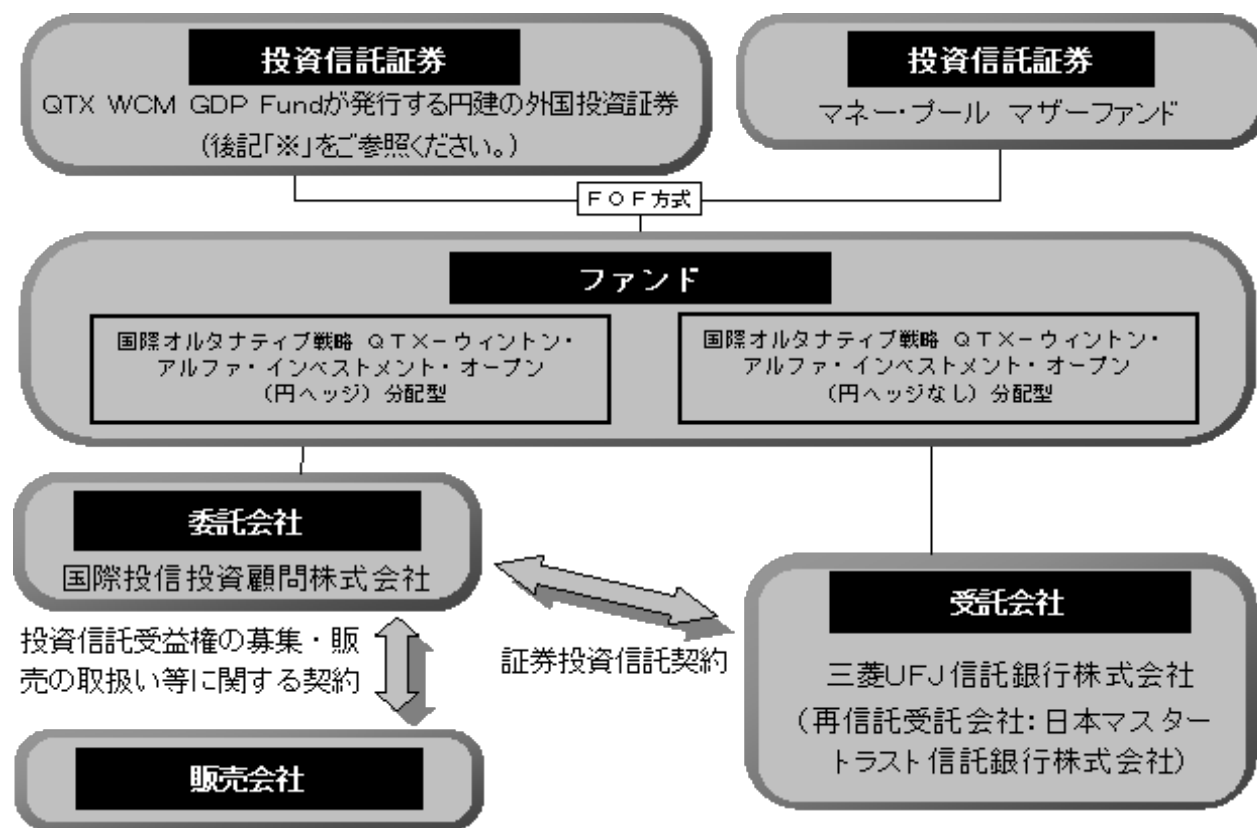 投資信託証券
QTX WCM GDP Fundが発行する円建の外国投資証券
（後記「※」をご参照ください。）
投資信託証券
マネー・プール マザーファンド
ＦＯＦ方式
ファンド
国際オルタナティブ戦略 ＱＴＸ－ウィントン・
アルファ・インベストメント・オープン
（円ヘッジ）分配型
国際オルタナティブ戦略 ＱＴＸ－ウィントン・
アルファ・インベストメント・オープン
（円ヘッジなし）分配型
委託会社
国際投信投資顧問株式会社
投資信託受益権の募集・販
売の取扱い等に関する契約
販売会社
証券投資信託契約
受託会社
三菱UFJ信託銀行株式会社
（再信託受託会社：日本マスター
トラスト信託銀行株式会社）